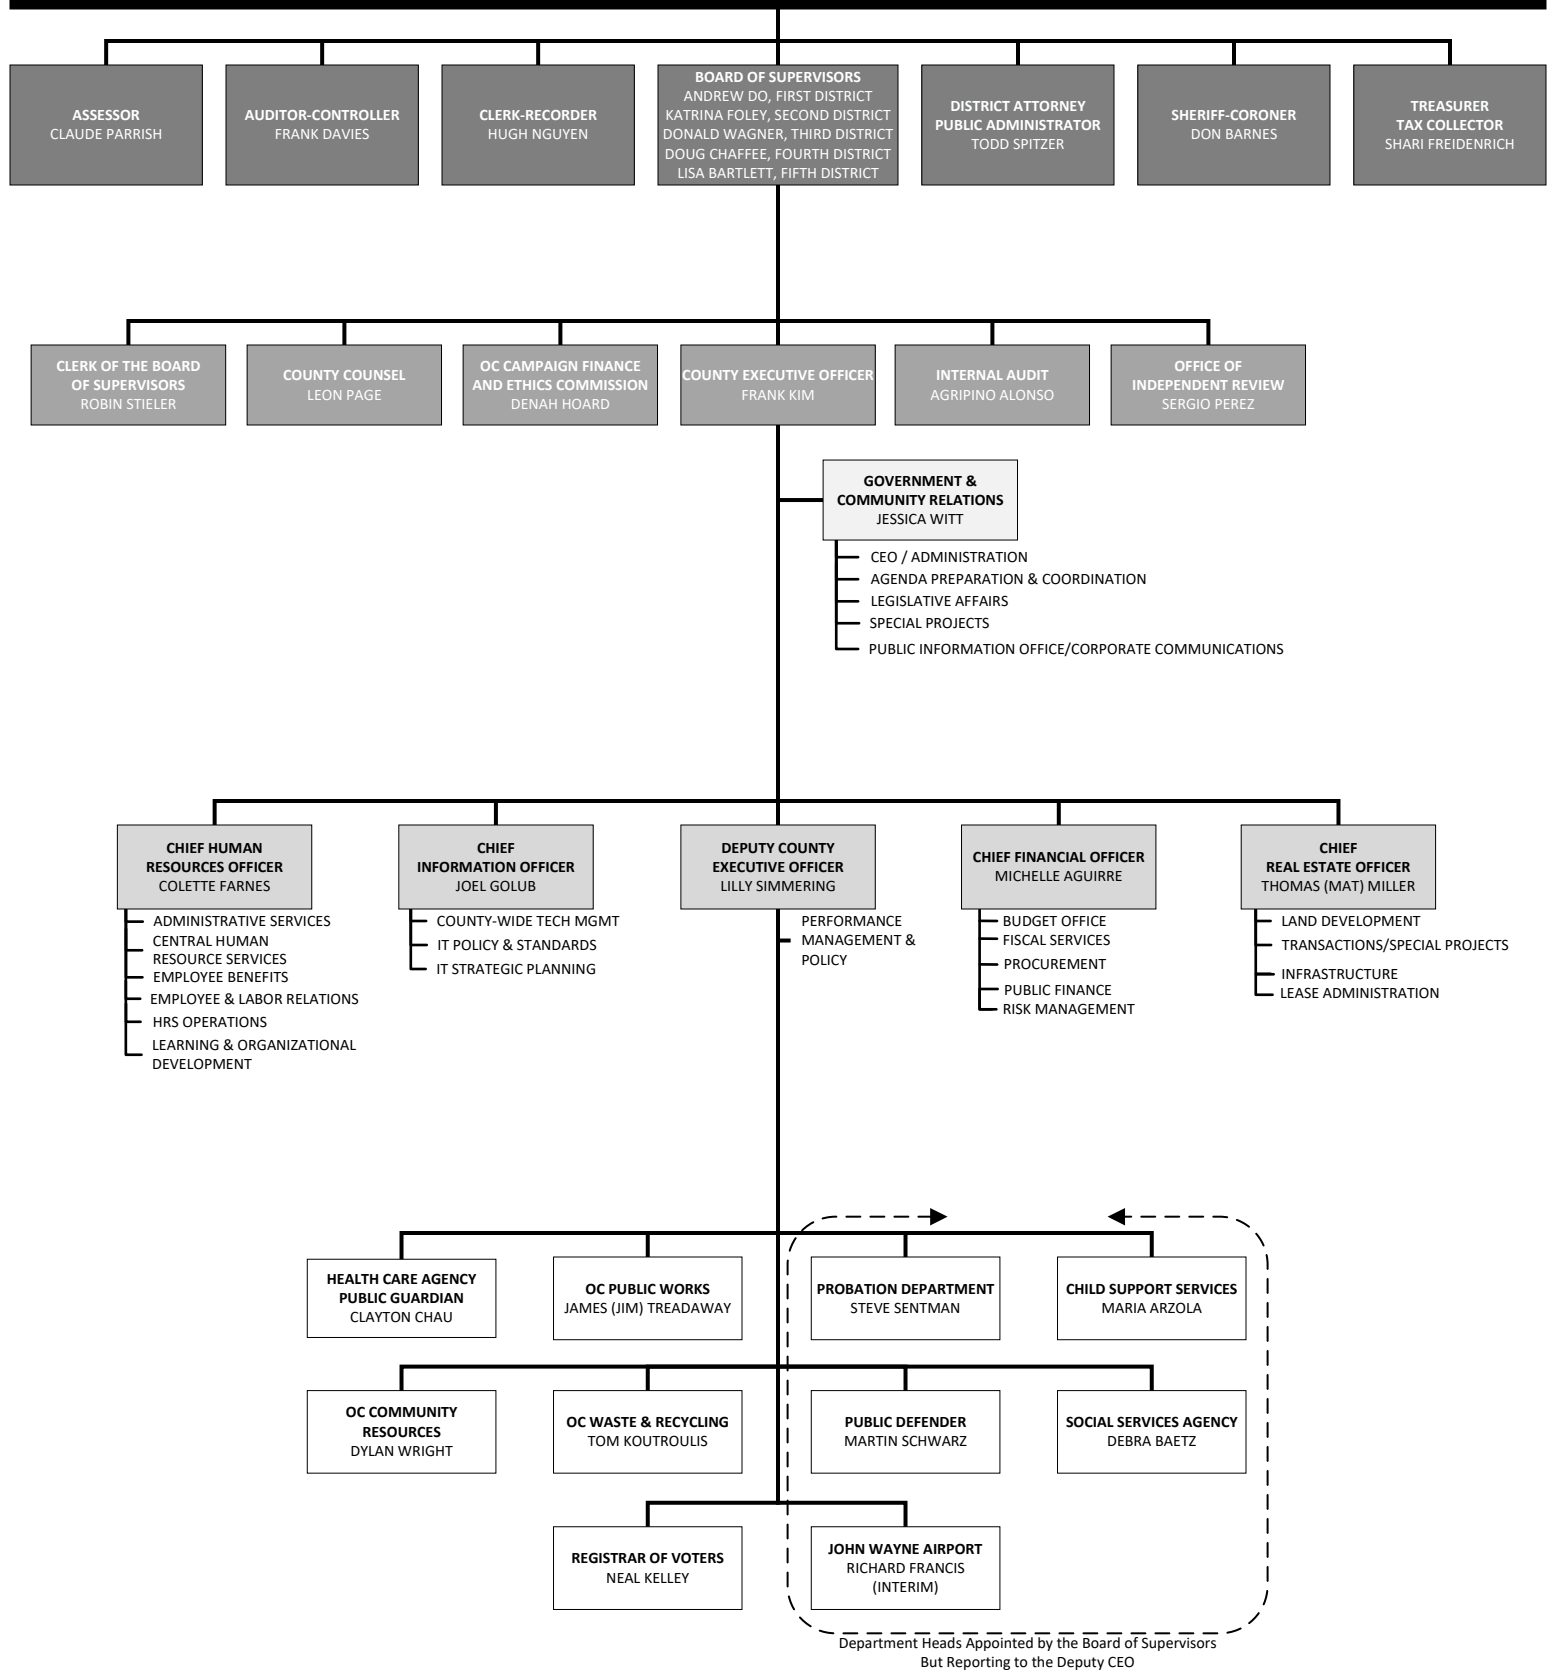 ASSESSOR
CLAUDE PARRISH
AUDITOR-CONTROLLER
FRANK DAVIES
CLERK-RECORDER
HUGH NGUYEN
BOARD OF SUPERVISORS
ANDREW DO, FIRST DISTRICT
KATRINA FOLEY, SECOND DISTRICT
DONALD WAGNER, THIRD DISTRICT
DOUG CHAFFEE, FOURTH DISTRICT
LISA BARTLETT, FIFTH DISTRICT
DISTRICT ATTORNEY
PUBLIC ADMINISTRATOR
TODD SPITZER
SHERIFF-CORONER
DON BARNES
TREASURER
TAX COLLECTOR
SHARI FREIDENRICH
CLERK OF THE BOARD
OF SUPERVISORS
ROBIN STIELER
COUNTY COUNSEL
LEON PAGE
OC CAMPAIGN FINANCE
AND ETHICS COMMISSION
DENAH HOARD
COUNTY EXECUTIVE OFFICER
FRANK KIM
INTERNAL AUDIT
AGRIPINO ALONSO
OFFICE OF
INDEPENDENT REVIEW
SERGIO PEREZ
GOVERNMENT &
COMMUNITY RELATIONS
JESSICA WITT
CEO / ADMINISTRATION
AGENDA PREPARATION & COORDINATION
LEGISLATIVE AFFAIRS
SPECIAL PROJECTS
PUBLIC INFORMATION OFFICE/CORPORATE COMMUNICATIONS
CHIEF HUMAN
RESOURCES OFFICER
COLETTE FARNES
ADMINISTRATIVE SERVICES
CENTRAL HUMAN
RESOURCE SERVICES
EMPLOYEE BENEFITS
EMPLOYEE & LABOR RELATIONS
HRS OPERATIONS
LEARNING & ORGANIZATIONAL
DEVELOPMENT
CHIEF
INFORMATION OFFICER
JOEL GOLUB
COUNTY-WIDE TECH MGMT
IT POLICY & STANDARDS
IT STRATEGIC PLANNING
DEPUTY COUNTY
EXECUTIVE OFFICER
LILLY SIMMERING
PERFORMANCE
MANAGEMENT &
POLICY
CHIEF FINANCIAL OFFICER
MICHELLE AGUIRRE
BUDGET OFFICE
FISCAL SERVICES
PROCUREMENT
PUBLIC FINANCE
RISK MANAGEMENT
CHIEF
REAL ESTATE OFFICER
THOMAS (MAT) MILLER
LAND DEVELOPMENT
TRANSACTIONS/SPECIAL PROJECTS
INFRASTRUCTURE
LEASE ADMINISTRATION
HEALTH CARE AGENCY
PUBLIC GUARDIAN
CLAYTON CHAU
OC PUBLIC WORKS
JAMES (JIM) TREADAWAY
PROBATION DEPARTMENT
STEVE SENTMAN
CHILD SUPPORT SERVICES
MARIA ARZOLA
OC COMMUNITY
RESOURCES
DYLAN WRIGHT
OC WASTE & RECYCLING
TOM KOUTROULIS
PUBLIC DEFENDER
MARTIN SCHWARZ
SOCIAL SERVICES AGENCY
DEBRA BAETZ
REGISTRAR OF VOTERS
NEAL KELLEY
JOHN WAYNE AIRPORT
RICHARD FRANCIS
(INTERIM)
Department Heads Appointed by the Board of Supervisors
But Reporting to the Deputy CEO